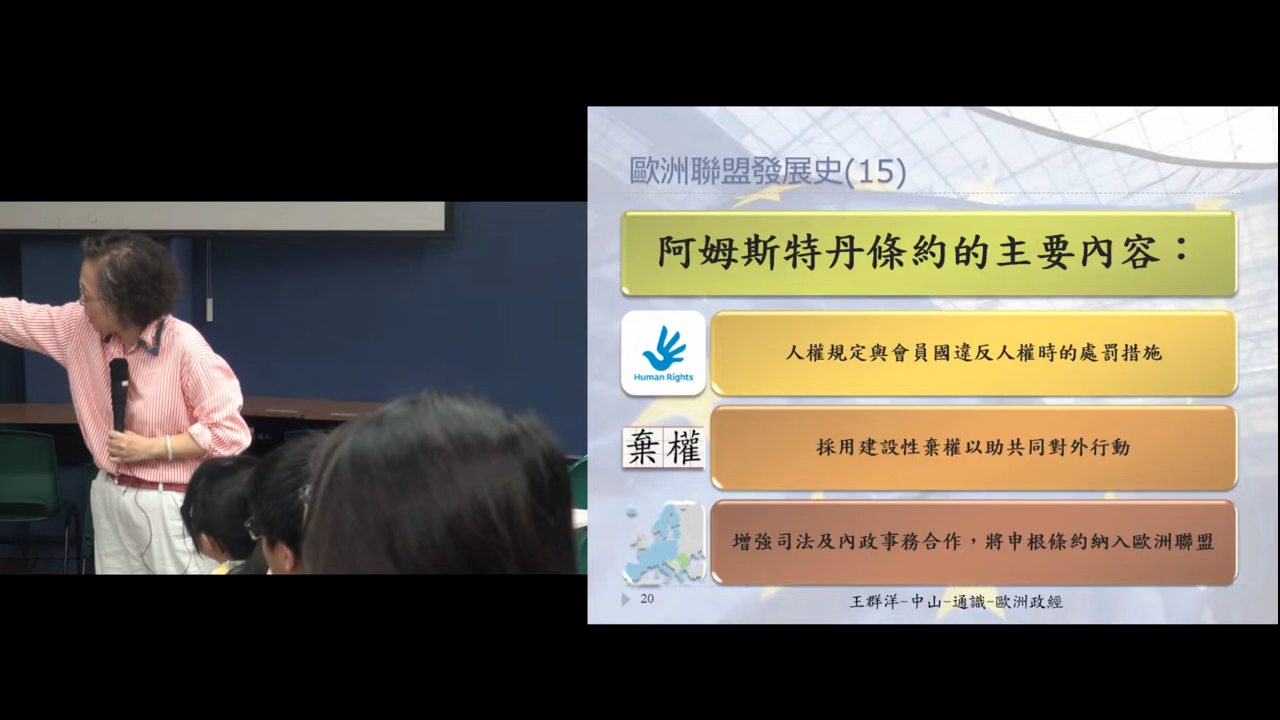 歐洲聯盟發展史(15)
阿姆斯特丹條約的主要內容：
Human Rights
人權規定與會員國違反人權時的處罰措施
棄權
採用建設性棄權以助共同對外行動
增強司法及內政事務合作，將申根條約納入歐洲聯盟
20
王群洋-中山-通識-歐洲政經